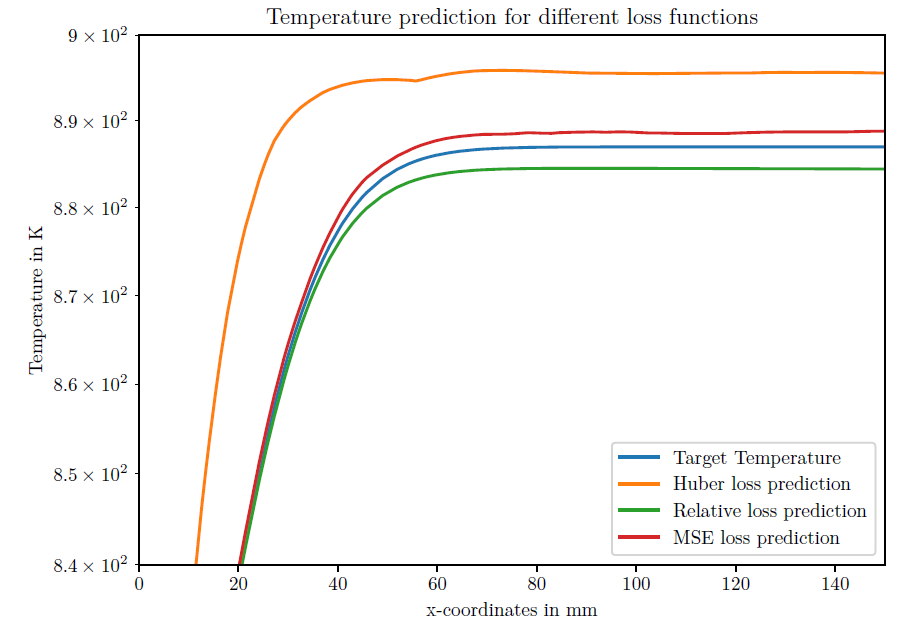 Temperature prediction for different loss functions
9 × 10²
8.9 × 10²
8.8 × 10²
8.7 × 10²
8.6 × 10²
8.5 × 10²
8.4 × 10²
Temperature in K
Target Temperature
Huber loss prediction
Relative loss prediction
MSE loss prediction
0 20 40 60 80 100 120 140
x-coordinates in mm